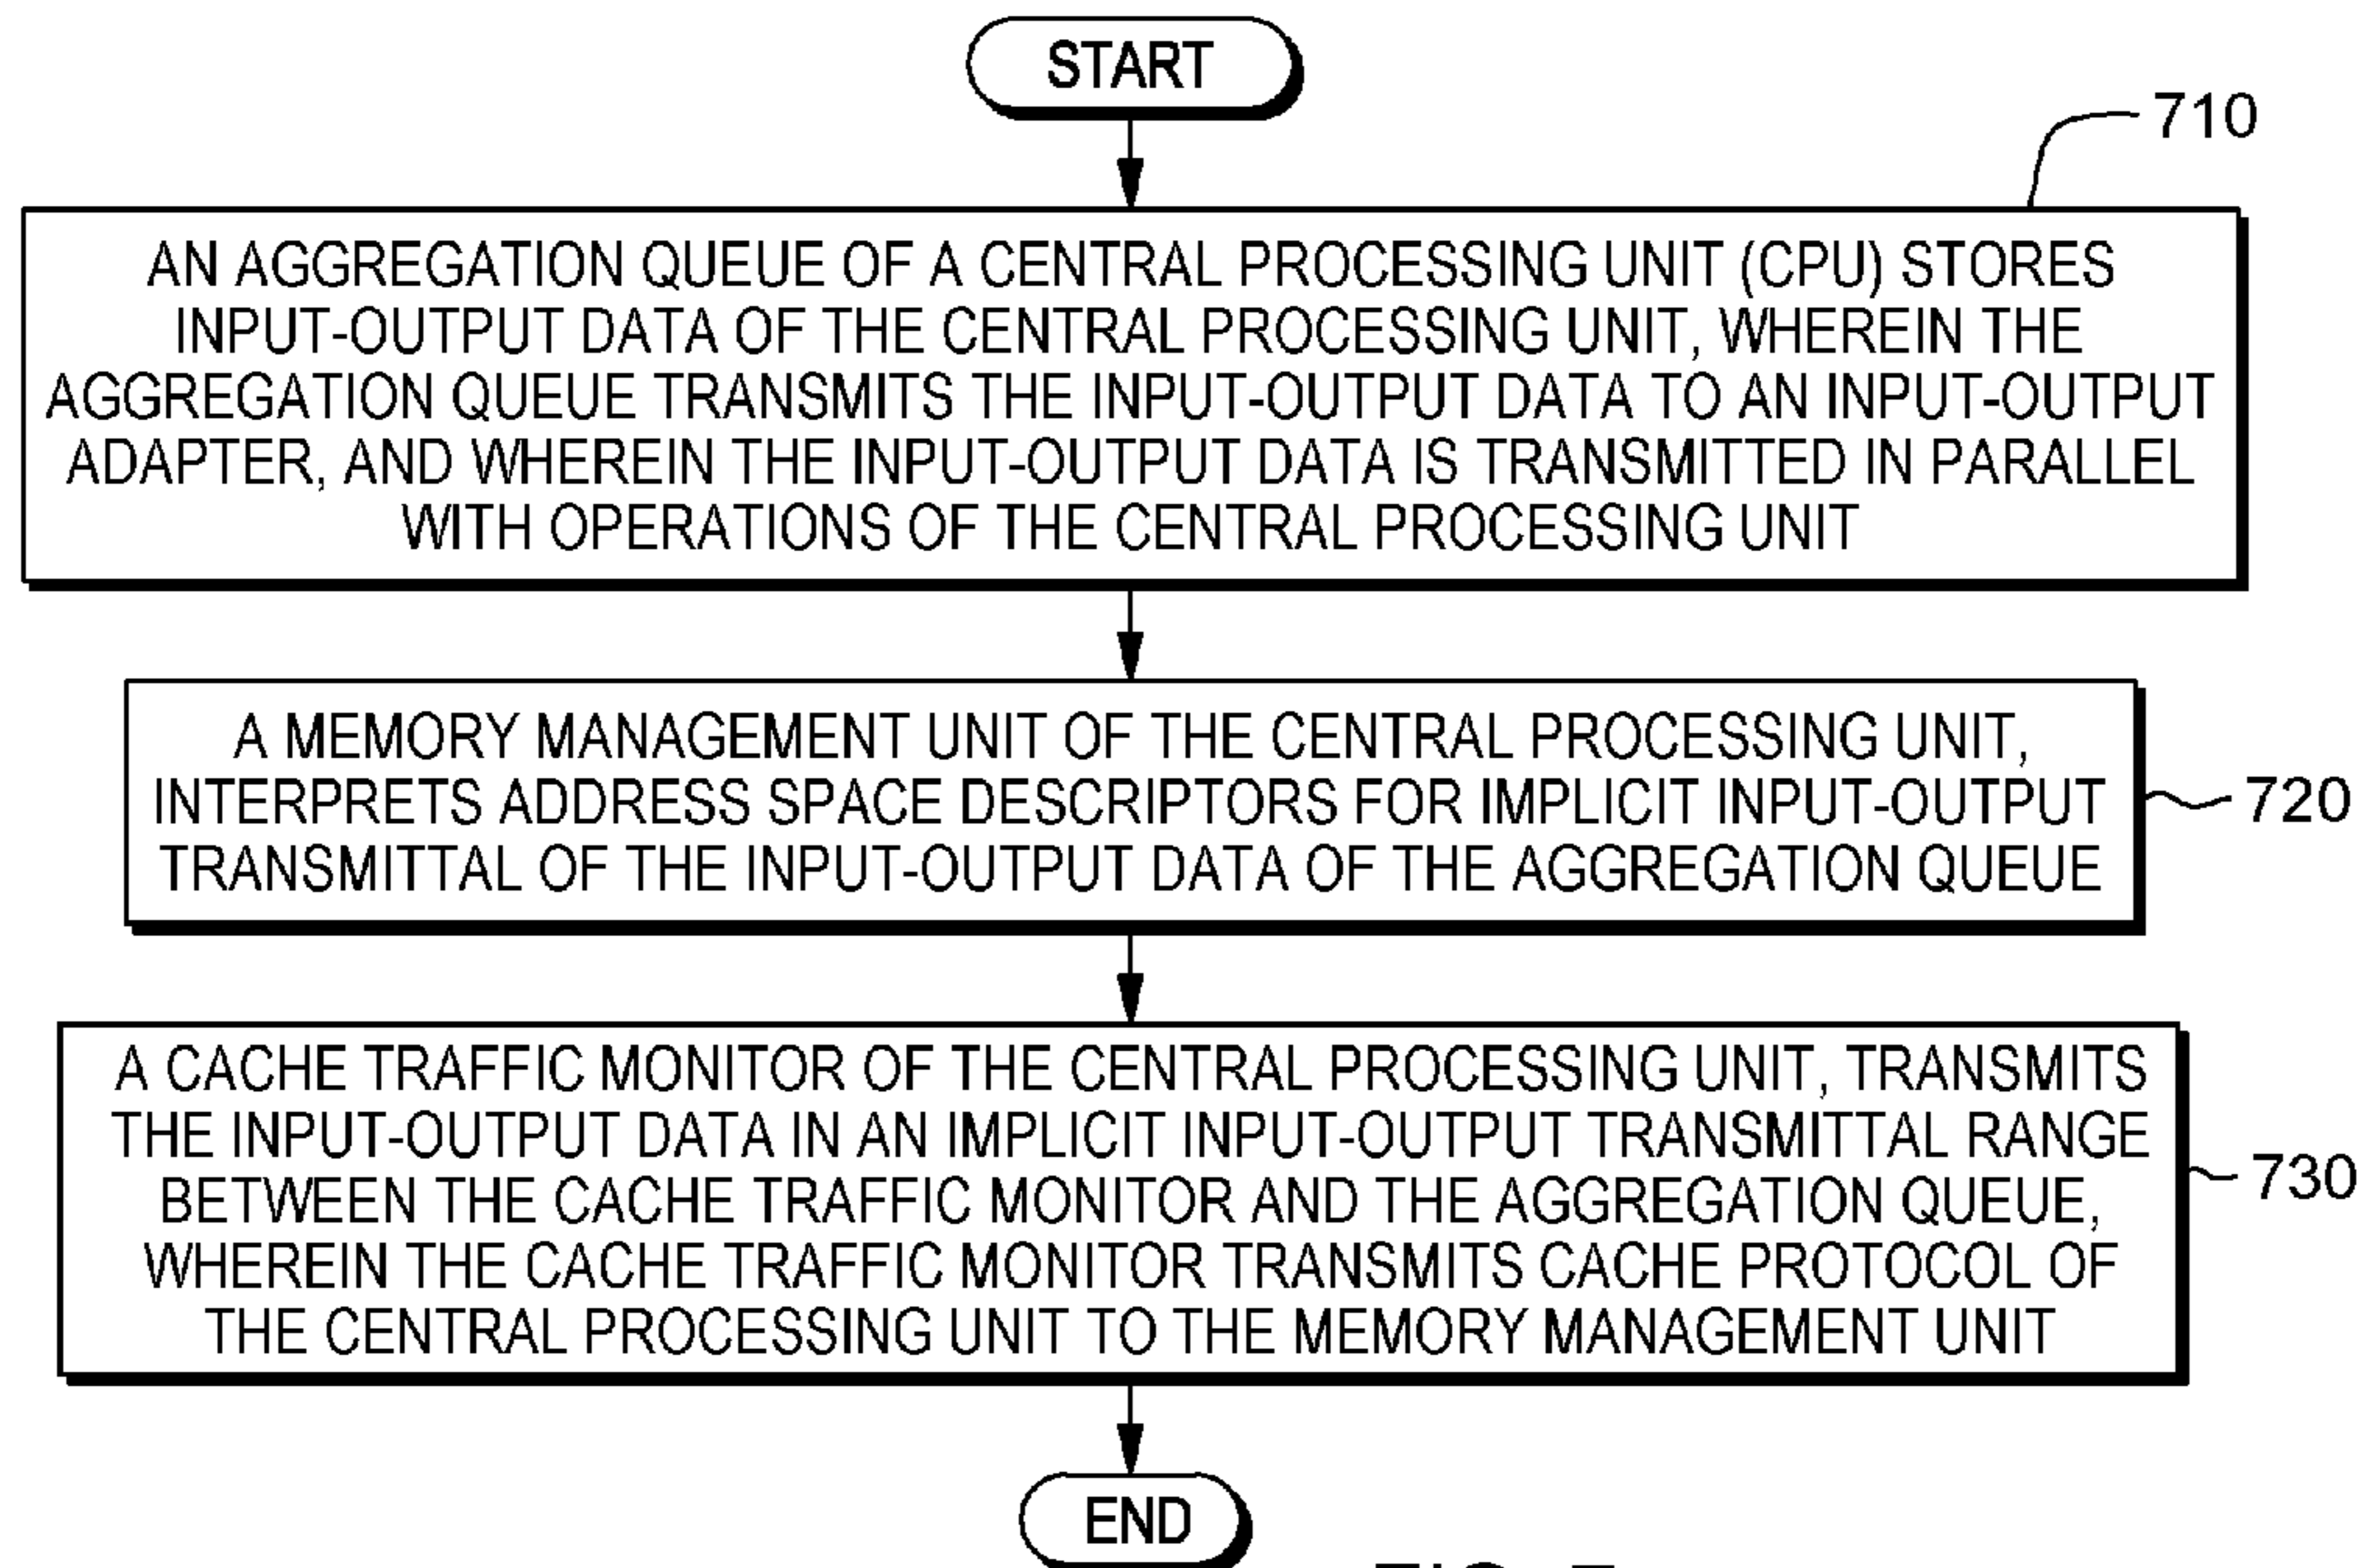 START
710
AN AGGREGATION QUEUE OF A CENTRAL PROCESSING UNIT (CPU) STORES
INPUT-OUTPUT DATA OF THE CENTRAL PROCESSING UNIT, WHEREIN THE
AGGREGATION QUEUE TRANSMITS THE INPUT-OUTPUT DATA TO AN INPUT-OUTPUT
ADAPTER, AND WHEREIN THE INPUT-OUTPUT DATA IS TRANSMITTED IN PARALLEL
WITH OPERATIONS OF THE CENTRAL PROCESSING UNIT
A MEMORY MANAGEMENT UNIT OF THE CENTRAL PROCESSING UNIT,
INTERPRETS ADDRESS SPACE DESCRIPTORS FOR IMPLICIT INPUT-OUTPUT
TRANSMITTAL OF THE INPUT-OUTPUT DATA OF THE AGGREGATION QUEUE
720
A CACHE TRAFFIC MONITOR OF THE CENTRAL PROCESSING UNIT, TRANSMITS
THE INPUT-OUTPUT DATA IN AN IMPLICIT INPUT-OUTPUT TRANSMITTAL RANGE
BETWEEN THE CACHE TRAFFIC MONITOR AND THE AGGREGATION QUEUE,
WHEREIN THE CACHE TRAFFIC MONITOR TRANSMITS CACHE PROTOCOL OF
THE CENTRAL PROCESSING UNIT TO THE MEMORY MANAGEMENT UNIT
730
END